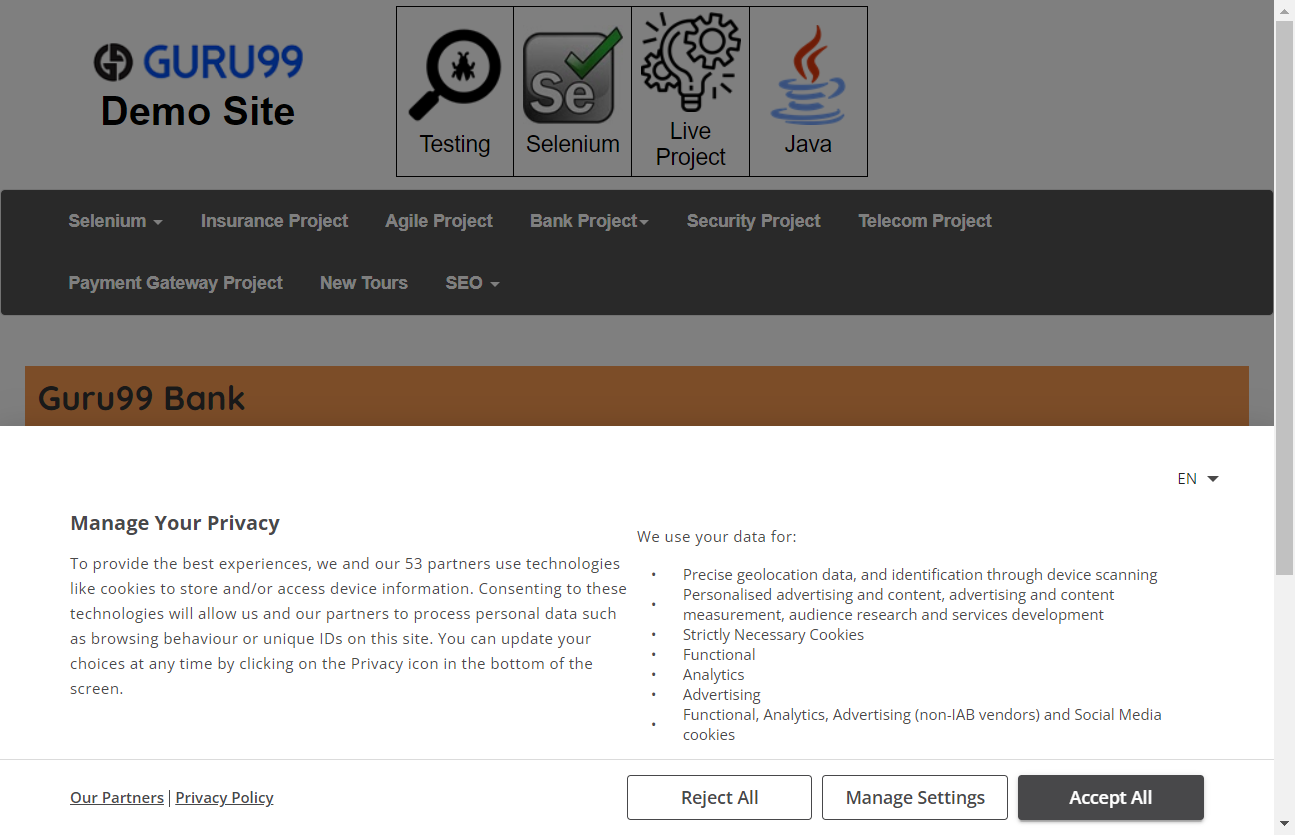 GURU99
Demo Site
Testing
Selenium
Live
Project
Java
Selenium
Insurance Project
Agile Project
Bank Project
Security Project
Telecom Project
Payment Gateway Project
New Tours
SEO
Guru99 Bank
EN
Manage Your Privacy
To provide the best experiences, we and our 53 partners use technologies
like cookies to store and/or access device information. Consenting to these
technologies will allow us and our partners to process personal data such
as browsing behaviour or unique IDs on this site. You can update your
choices at any time by clicking on the Privacy icon in the bottom of the
screen.
We use your data for:
• Precise geolocation data, and identification through device scanning
• Personalised advertising and content, advertising and content
measurement, audience research and services development
• Strictly Necessary Cookies
• Functional
• Analytics
• Advertising
• Functional, Analytics, Advertising (non-IAB vendors) and Social Media
cookies
Our Partners | Privacy Policy
Reject All
Manage Settings
Accept All